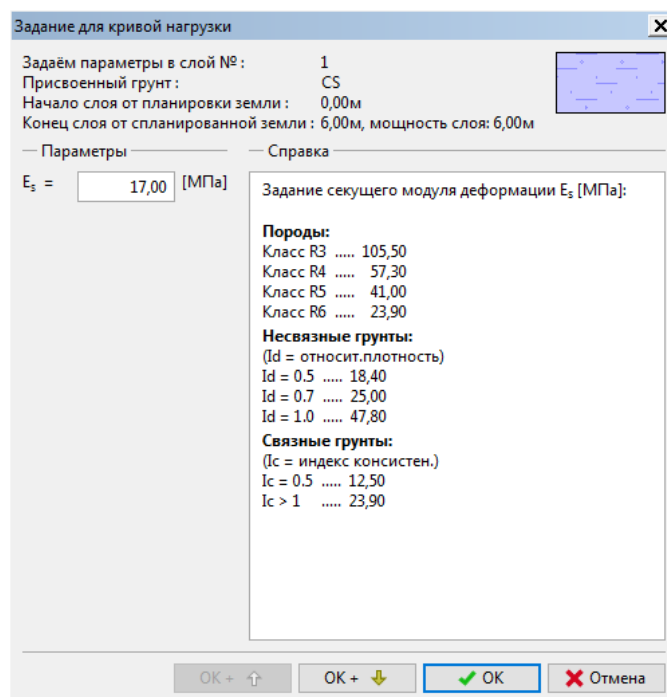 Задание для кривой нагрузки
Задаём параметры в слой № : 1
Присвоенный грунт : CS
Начало слоя от планировки земли : 0,00м
Конец слоя от спланированной земли : 6,00м, мощность слоя: 6,00м
Параметры
Es = 17,00 [МПа]
Справка
Задание секущего модуля деформации Es [МПа]:
Породы:
Класс R3 ..... 105,50
Класс R4 ..... 57,30
Класс R5 ..... 41,00
Класс R6 ..... 23,90
Несвязные грунты:
(Id = относит.плотность)
Id = 0.5 ..... 18,40
Id = 0.7 ..... 25,00
Id = 1.0 ..... 47,80
Связные грунты:
(Ic = индекс консистен.)
Ic = 0.5 ..... 12,50
Ic > 1 ..... 23,90
OK +
OK +
OK
Отмена